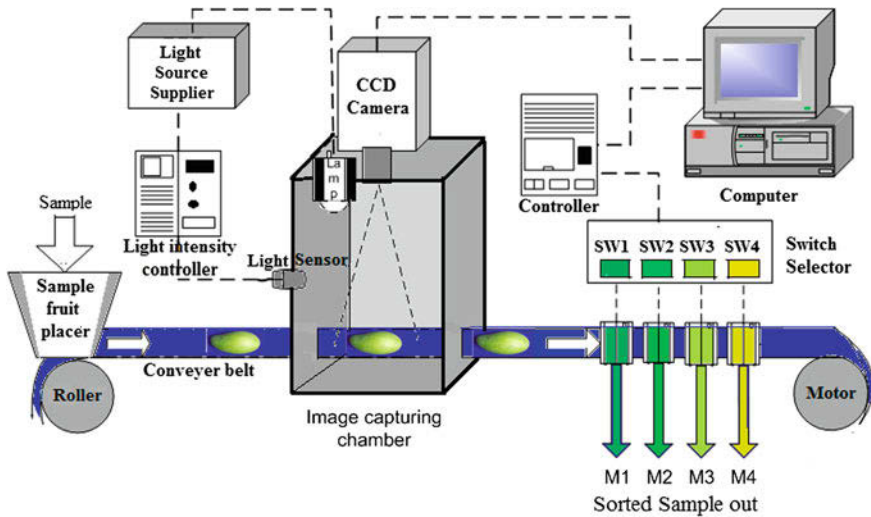 Light
Source
Supplier
CCD
Camera
La
m
p
Computer
Controller
Sample
Light intensity
controller
Light Sensor
SW1 SW2 SW3 SW4
Switch
Selector
Sample
fruit
placer
Conveyer belt
Roller
Motor
Image capturing
chamber
M1 M2 M3 M4
Sorted Sample out